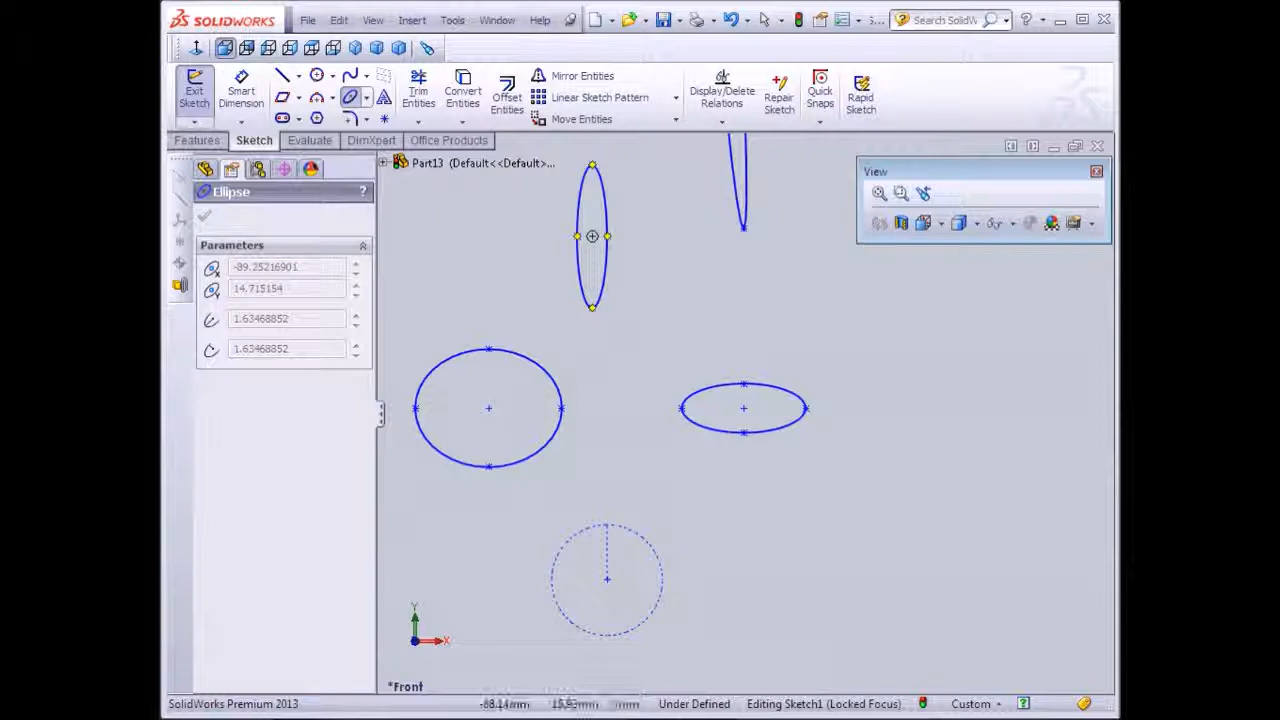 SOLIDWORKS File Edit View Insert Tools Window Help S... Search SolidW
Exit Sketch
Smart Dimension
Trim Entities
Convert Entities
Offset Entities
Mirror Entities
Linear Sketch Pattern
Move Entities
Display/Delete Relations
Repair Sketch
Quick Snaps
Rapid Sketch
Features Sketch Evaluate DimXpert Office Products
Part13 (Default<<Default>...
View
Ellipse ?
Parameters
-89.25216901
14.715154
1.63468852
1.63468852
Y
X
*Front
SolidWorks Premium 2013 15.93mm Under Defined Editing Sketch1 (Locked Focus) Custom